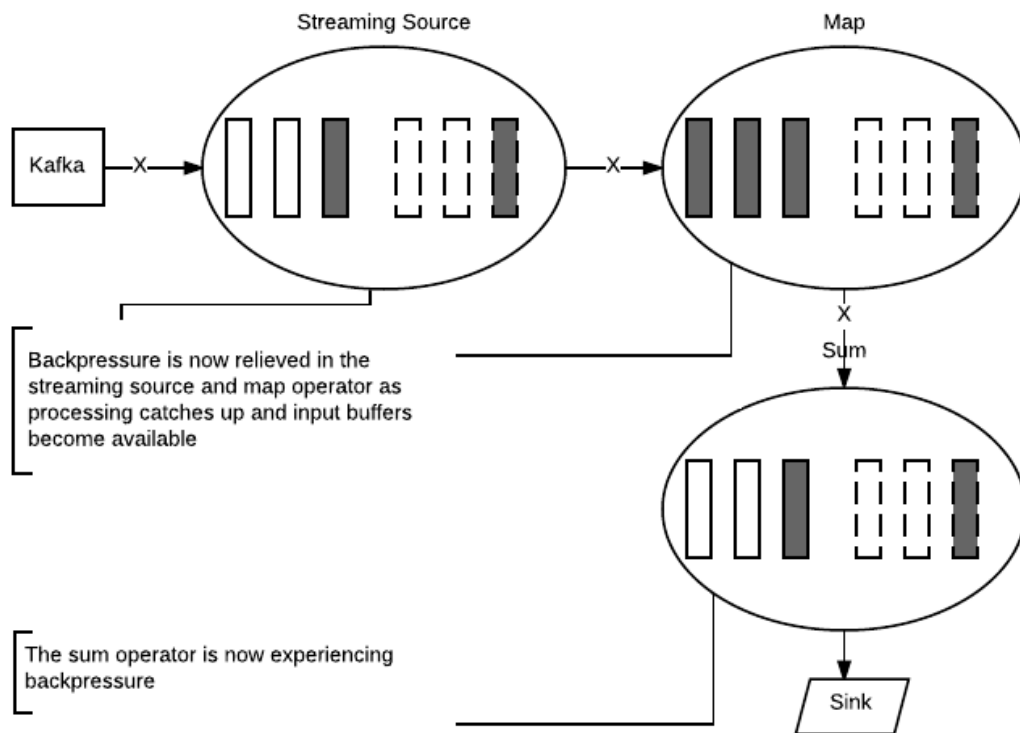 Streaming Source
Map
Kafka
X
X
X
Sum
Backpressure is now relieved in the
streaming source and map operator as
processing catches up and input buffers
become available
The sum operator is now experiencing
backpressure
Sink